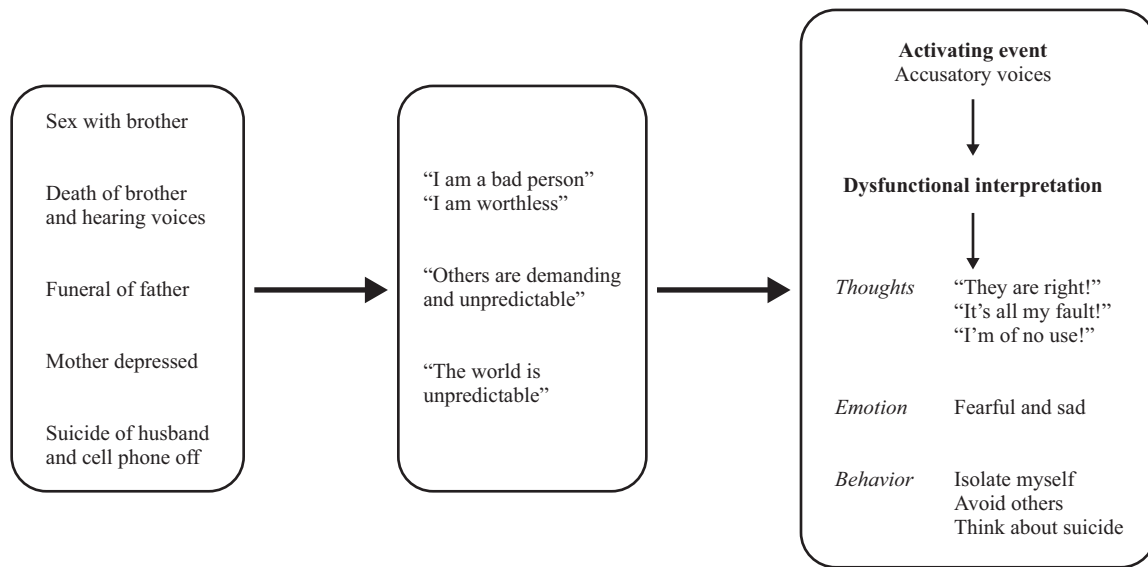 Sex with brother
Death of brother
and hearing voices
Funeral of father
Mother depressed
Suicide of husband
and cell phone off
“I am a bad person”
“I am worthless”
“Others are demanding
and unpredictable”
“The world is
unpredictable”
Activating event
Accusatory voices
Dysfunctional interpretation
Thoughts “They are right!”
“It’s all my fault!”
“I’m of no use!”
Emotion Fearful and sad
Behavior Isolate myself
Avoid others
Think about suicide